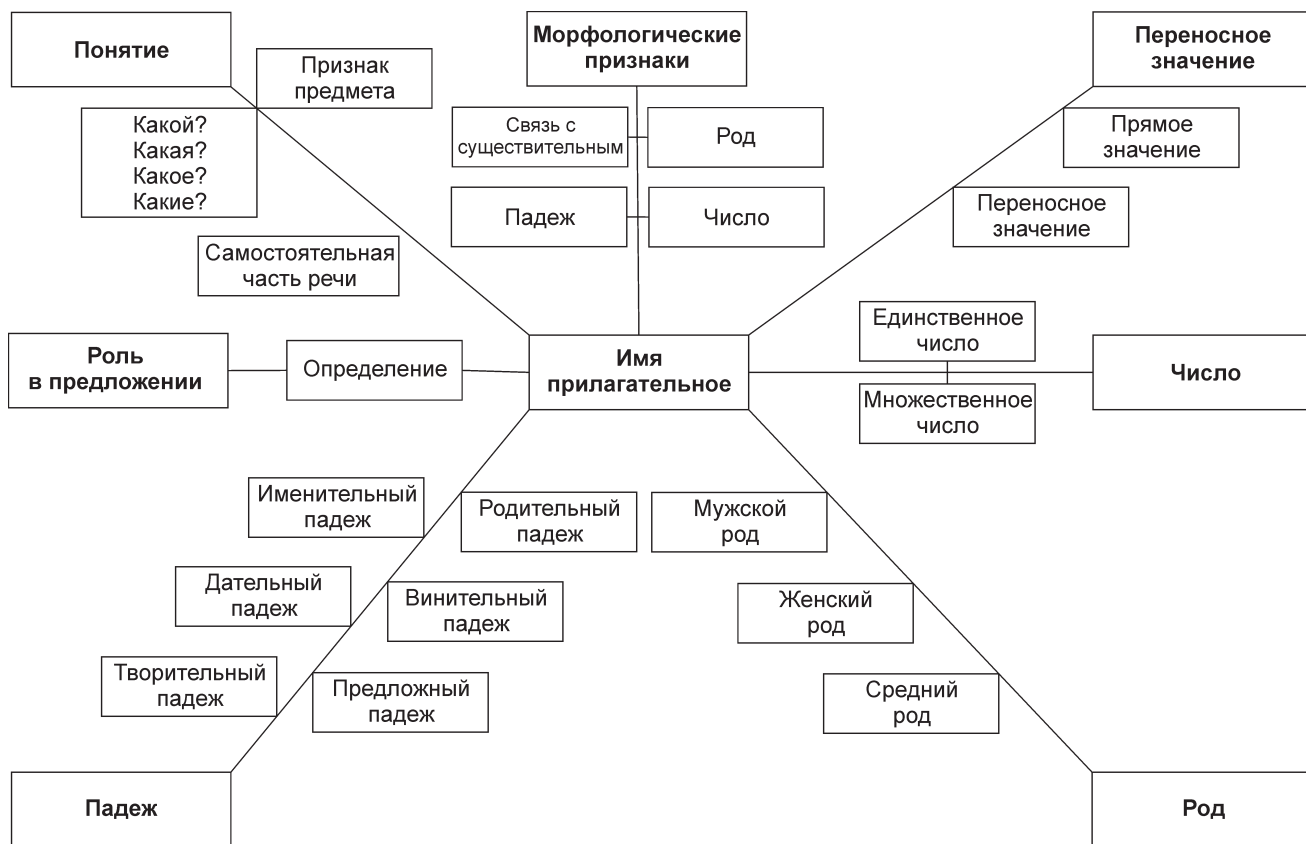 Понятие
Признак
предмета
Какой?
Какая?
Какое?
Какие?
Самостоятельная
часть речи
Морфологические
признаки
Связь с
существительным
Род
Падеж
Число
Переносное
значение
Прямое
значение
Переносное
значение
Роль
в предложении
Определение
Имя
прилагательное
Единственное
число
Множественное
число
Число
Именительный
падеж
Родительный
падеж
Дательный
падеж
Винительный
падеж
Творительный
падеж
Предложный
падеж
Падеж
Мужской
род
Женский
род
Средний
род
Род